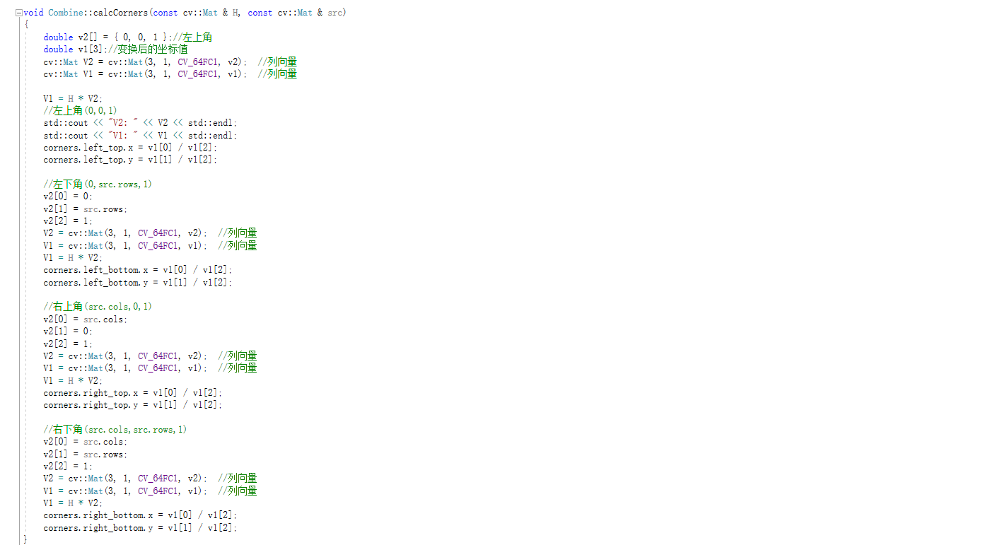 void Combine::calcCorners(const cv::Mat & H, const cv::Mat & src)
{
double v2[] = { 0, 0, 1 };//左上角
double v1[3];//变换后的坐标值
cv::Mat V2 = cv::Mat(3, 1, CV_64FC1, v2);  //列向量
cv::Mat V1 = cv::Mat(3, 1, CV_64FC1, v1);  //列向量
V1 = H * V2;
//左上角(0,0,1)
std::cout << "V2: " << V2 << std::endl;
std::cout << "V1: " << V1 << std::endl;
corners.left_top.x = v1[0] / v1[2];
corners.left_top.y = v1[1] / v1[2];
//左下角(0,src.rows,1)
v2[0] = 0;
v2[1] = src.rows;
v2[2] = 1;
V2 = cv::Mat(3, 1, CV_64FC1, v2);  //列向量
V1 = cv::Mat(3, 1, CV_64FC1, v1);  //列向量
V1 = H * V2;
corners.left_bottom.x = v1[0] / v1[2];
corners.left_bottom.y = v1[1] / v1[2];
//右上角(src.cols,0,1)
v2[0] = src.cols;
v2[1] = 0;
v2[2] = 1;
V2 = cv::Mat(3, 1, CV_64FC1, v2);  //列向量
V1 = cv::Mat(3, 1, CV_64FC1, v1);  //列向量
V1 = H * V2;
corners.right_top.x = v1[0] / v1[2];
corners.right_top.y = v1[1] / v1[2];
//右下角(src.cols,src.rows,1)
v2[0] = src.cols;
v2[1] = src.rows;
v2[2] = 1;
V2 = cv::Mat(3, 1, CV_64FC1, v2);  //列向量
V1 = cv::Mat(3, 1, CV_64FC1, v1);  //列向量
V1 = H * V2;
corners.right_bottom.x = v1[0] / v1[2];
corners.right_bottom.y = v1[1] / v1[2];
}